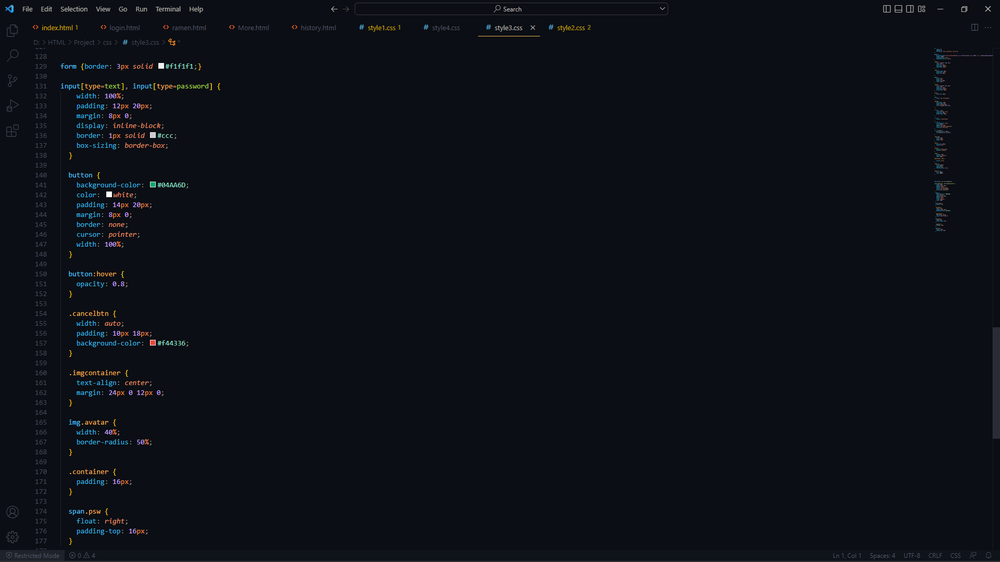 File Edit Selection View Go Run Terminal Help Search
index.html 1 login.html ramen.html More.html history.html # style1.css 1 # style4.css # style3.css # style2.css 2
D: > HTML > Project > css > # style3.css > *
128
129 form {border: 3px solid #f1f1f1;}
130
131 input[type=text], input[type=password] {
132 width: 100%;
133 padding: 12px 20px;
134 margin: 8px 0;
135 display: inline-block;
136 border: 1px solid #ccc;
137 box-sizing: border-box;
138 }
139
140 button {
141 background-color: #04AA6D;
142 color: white;
143 padding: 14px 20px;
144 margin: 8px 0;
145 border: none;
146 cursor: pointer;
147 width: 100%;
148 }
149
150 button:hover {
151 opacity: 0.8;
152 }
153
154 .cancelbtn {
155 width: auto;
156 padding: 10px 18px;
157 background-color: #f44336;
158 }
159
160 .imgcontainer {
161 text-align: center;
162 margin: 24px 0 12px 0;
163 }
164
165 img.avatar {
166 width: 40%;
167 border-radius: 50%;
168 }
169
170 .container {
171 padding: 16px;
172 }
173
174 span.psw {
175 float: right;
176 padding-top: 16px;
177 }
Restricted Mode 0 4 Ln 1, Col 1 Spaces: 4 UTF-8 CRLF CSS